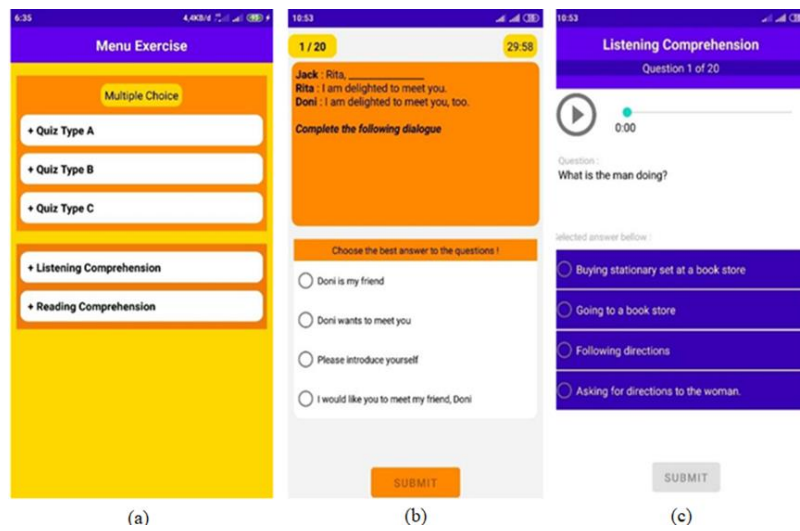 6:35
4,4KB/d
Menu Exercise
Multiple Choice
+ Quiz Type A
+ Quiz Type B
+ Quiz Type C
+ Listening Comprehension
+ Reading Comprehension
(a)
10:53
1 / 20
29:58
Jack : Rita, _______________
Rita : I am delighted to meet you.
Doni : I am delighted to meet you, too.
Complete the following dialogue
Choose the best answer to the questions !
Doni is my friend
Doni wants to meet you
Please introduce yourself
I would like you to meet my friend, Doni
SUBMIT
(b)
10:53
Listening Comprehension
Question 1 of 20
0:00
Question :
What is the man doing?
Selected answer bellow :
Buying stationary set at a book store
Going to a book store
Following directions
Asking for directions to the woman.
SUBMIT
(c)